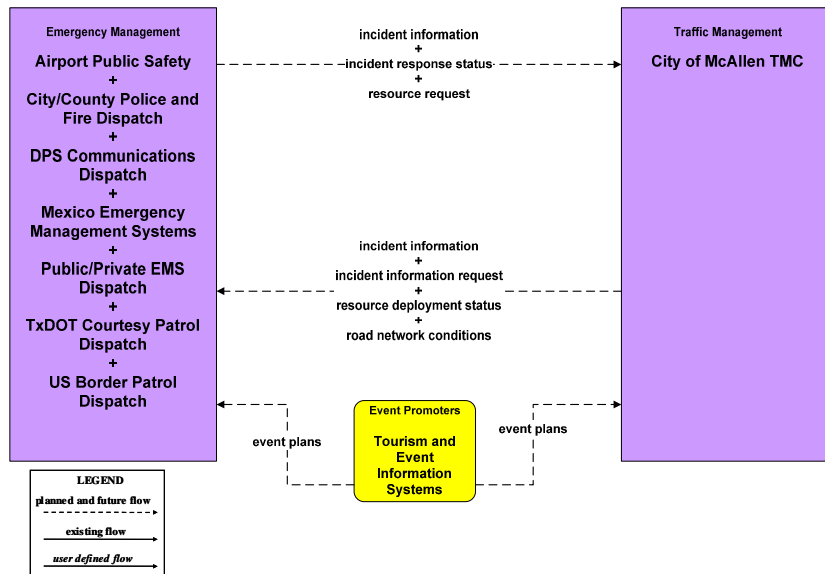 Emergency Management
Airport Public Safety
+
City/County Police and
Fire Dispatch
+
DPS Communications
Dispatch
+
Mexico Emergency
Management Systems
+
Public/Private EMS
Dispatch
+
TxDOT Courtesy Patrol
Dispatch
+
US Border Patrol
Dispatch
incident information
+
incident response status
+
resource request
Traffic Management
City of McAllen TMC
incident information
+
incident information request
+
resource deployment status
+
road network conditions
event plans
Event Promoters
Tourism and
Event
Information
Systems
event plans
LEGEND
planned and future flow
existing flow
user defined flow